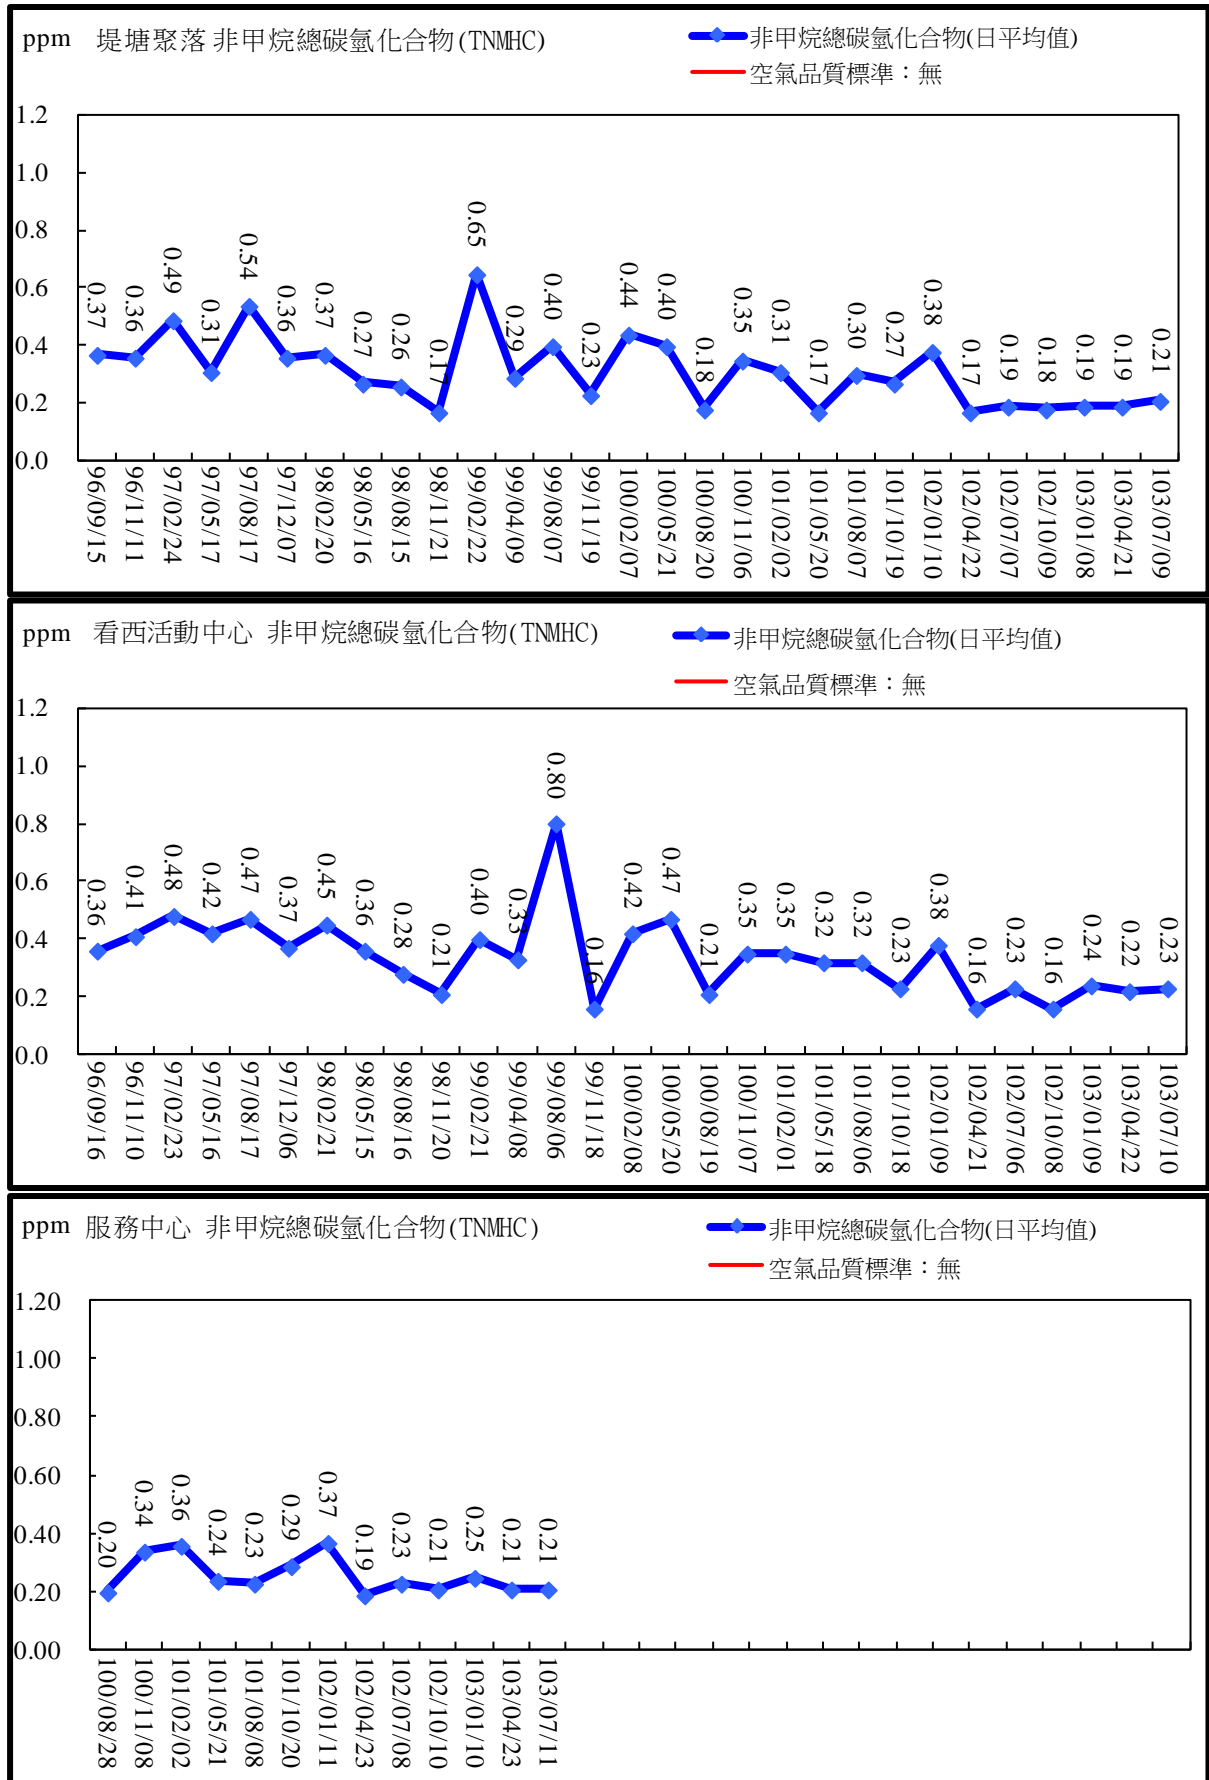 ppm 堤塘聚落 非甲烷總碳氫化合物(TNMHC)
非甲烷總碳氫化合物(日平均值)
空氣品質標準：無
1.2
1.0
0.8
0.6
0.4
0.2
0.0
0.37 0.36 0.49 0.31 0.54 0.36 0.37 0.27 0.26 0.17 0.65 0.29 0.40 0.23 0.44 0.40 0.18 0.35 0.31 0.17 0.30 0.27 0.38 0.17 0.19 0.18 0.19 0.19 0.21
96/09/15 96/11/11 97/02/24 97/05/17 97/08/17 97/12/07 98/02/20 98/05/16 98/08/15 98/11/21 99/02/22 99/04/09 99/08/07 99/11/19 100/02/07 100/05/21 100/08/20 100/11/06 101/02/02 101/05/20 101/08/07 101/10/19 102/01/10 102/04/22 102/07/07 102/10/09 103/01/08 103/04/21 103/07/09
ppm 看西活動中心 非甲烷總碳氫化合物(TNMHC)
非甲烷總碳氫化合物(日平均值)
空氣品質標準：無
1.2
1.0
0.8
0.6
0.4
0.2
0.0
0.36 0.41 0.48 0.42 0.47 0.37 0.45 0.36 0.28 0.21 0.40 0.33 0.80 0.16 0.42 0.47 0.21 0.35 0.35 0.32 0.32 0.23 0.38 0.16 0.23 0.16 0.24 0.22 0.23
96/09/16 96/11/10 97/02/23 97/05/16 97/08/17 97/12/06 98/02/21 98/05/15 98/08/16 98/11/20 99/02/21 99/04/08 99/08/06 99/11/18 100/02/08 100/05/20 100/08/19 100/11/07 101/02/01 101/05/18 101/08/06 101/10/18 102/01/09 102/04/21 102/07/06 102/10/08 103/01/09 103/04/22 103/07/10
ppm 服務中心 非甲烷總碳氫化合物(TNMHC)
非甲烷總碳氫化合物(日平均值)
空氣品質標準：無
1.20
1.00
0.80
0.60
0.40
0.20
0.00
0.20 0.34 0.36 0.24 0.23 0.29 0.37 0.19 0.23 0.21 0.25 0.21 0.21
100/08/28 100/11/08 101/02/02 101/05/21 101/08/08 101/10/20 102/01/11 102/04/23 102/07/08 102/10/10 103/01/10 103/04/23 103/07/11